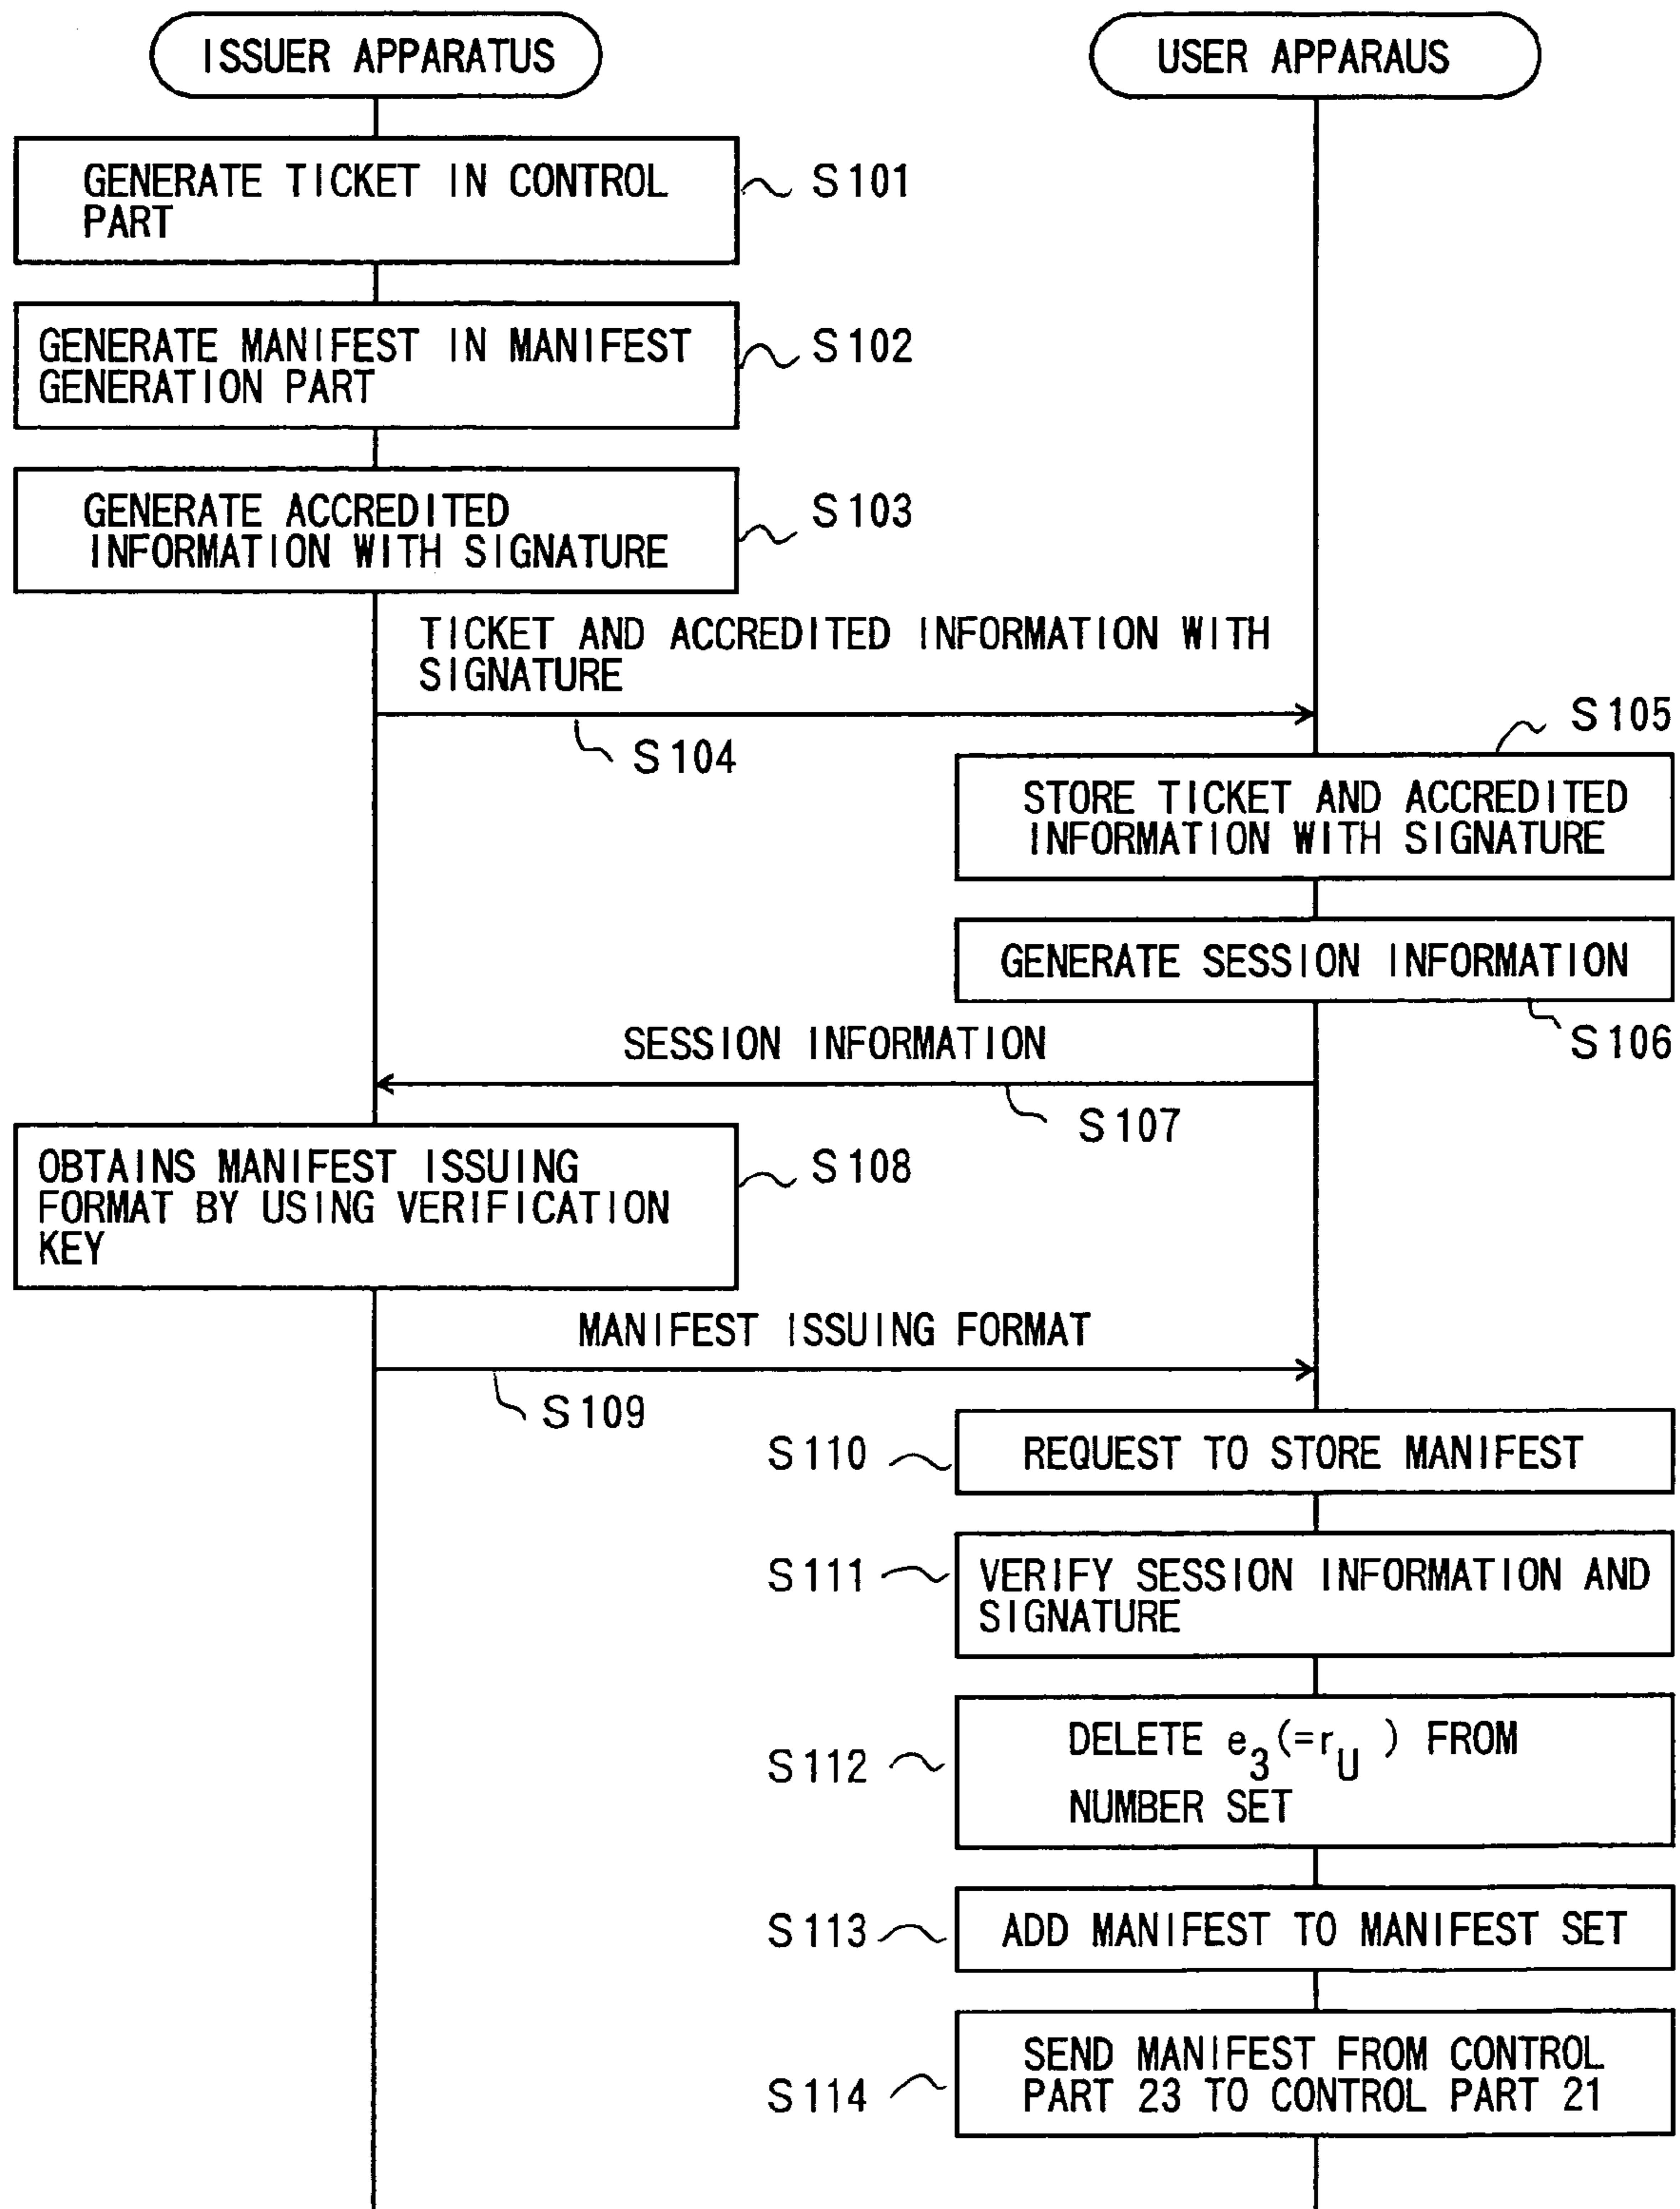 ISSUER APPARATUS
USER APPARAUS
GENERATE TICKET IN CONTROL
PART
S101
GENERATE MANIFEST IN MANIFEST
GENERATION PART
S102
GENERATE ACCREDITED
INFORMATION WITH SIGNATURE
S103
TICKET AND ACCREDITED INFORMATION WITH
SIGNATURE
S104
S105
STORE TICKET AND ACCREDITED
INFORMATION WITH SIGNATURE
GENERATE SESSION INFORMATION
S106
SESSION INFORMATION
S107
OBTAINS MANIFEST ISSUING
FORMAT BY USING VERIFICATION
KEY
S108
MANIFEST ISSUING FORMAT
S109
S110
REQUEST TO STORE MANIFEST
S111
VERIFY SESSION INFORMATION AND
SIGNATURE
S112
DELETE e3(=rU ) FROM
NUMBER SET
S113
ADD MANIFEST TO MANIFEST SET
S114
SEND MANIFEST FROM CONTROL
PART 23 TO CONTROL PART 21